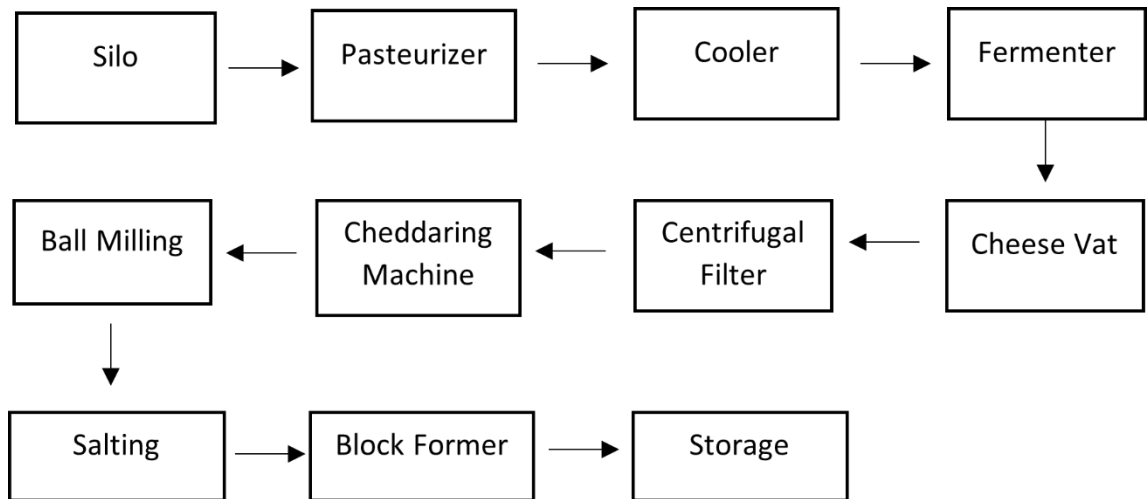 Silo
Pasteurizer
Cooler
Fermenter
Ball Milling
Cheddaring
Machine
Centrifugal
Filter
Cheese Vat
Salting
Block Former
Storage